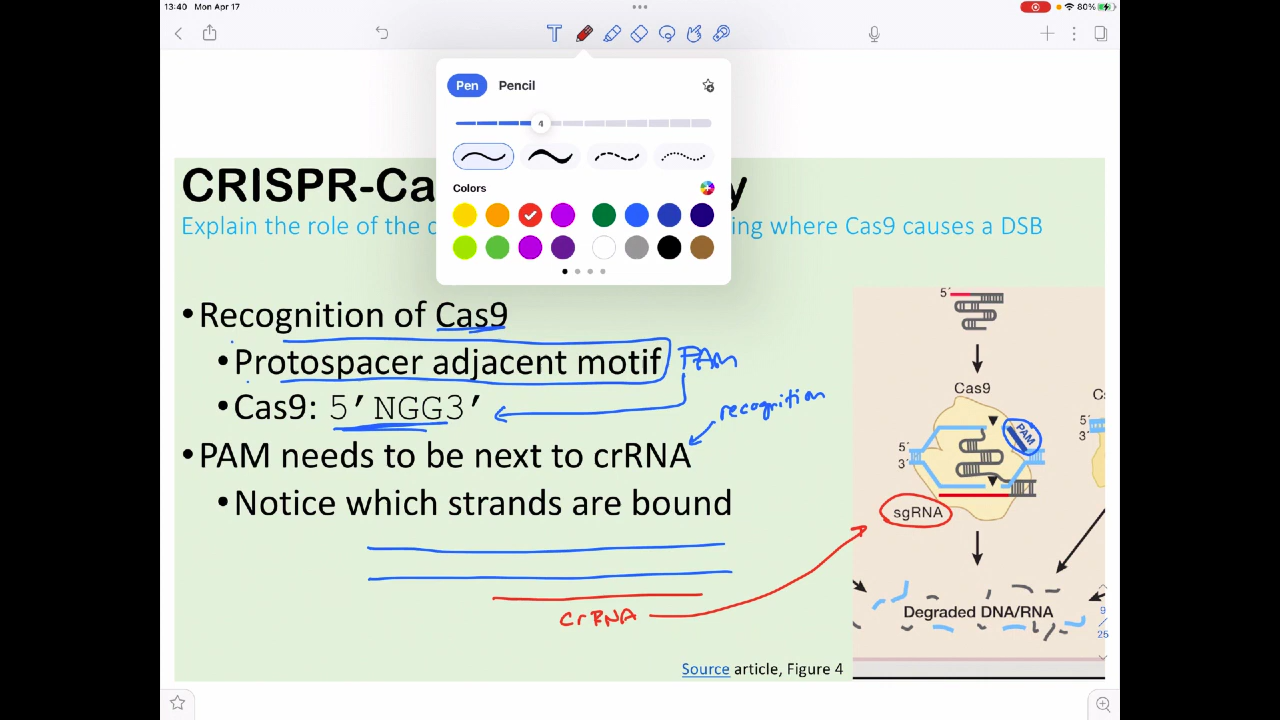 13:40 Mon Apr 17
80%
T
Pen Pencil
4
Colors
CRISPR-Ca y
Explain the role of the c ing where Cas9 causes a DSB
•Recognition of Cas9
•Protospacer adjacent motif PAM
•Cas9: 5’NGG3’
recognition
•PAM needs to be next to crRNA
•Notice which strands are bound
crRNA
5′
Cas9
C
PAM
5′
3′
5′
3′
sgRNA
Degraded DNA/RNA
9
/
25
Source article, Figure 4